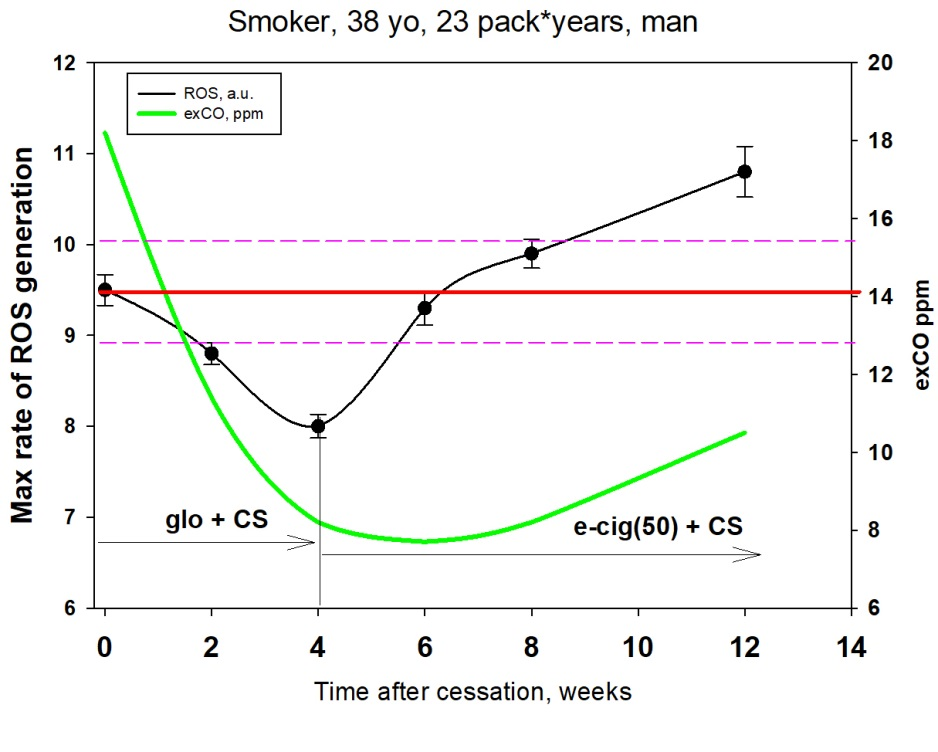 Smoker, 38 yo, 23 pack*years, man
ROS, a.u.
exCO, ppm
Max rate of ROS generation
12
11
10
9
8
7
6
20
18
16
14
12
10
8
6
exCO ppm
glo + CS
e-cig(50) + CS
0 2 4 6 8 10 12 14
Time after cessation, weeks